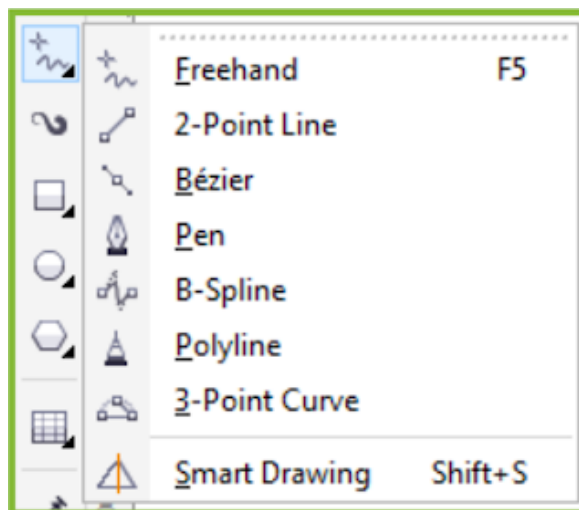 Freehand F5
2-Point Line
Bézier
Pen
B-Spline
Polyline
3-Point Curve
Smart Drawing Shift+S